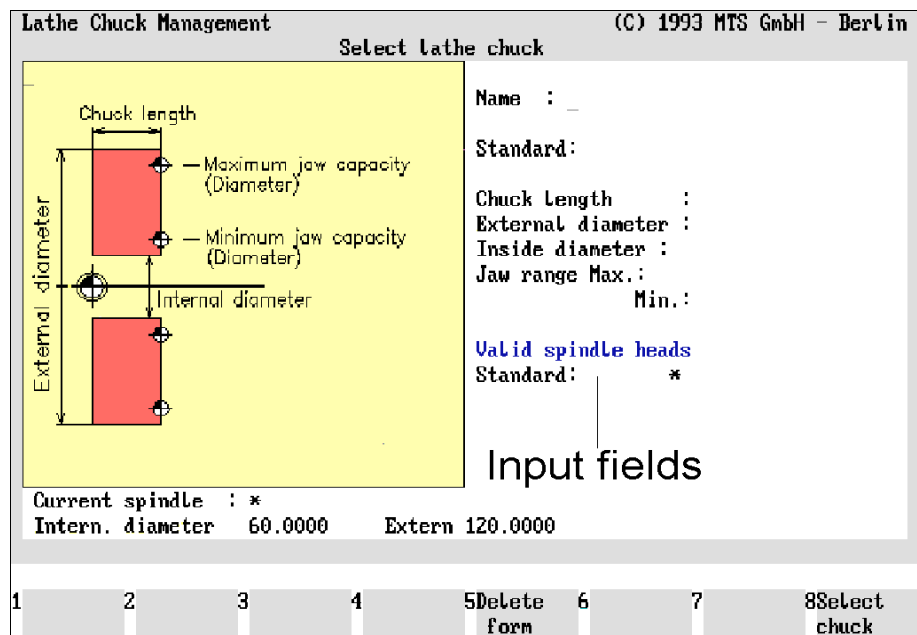 Lathe Chuck Management (C) 1993 MTS GmbH - Berlin
Select lathe chuck
Chuck length
Maximum jaw capacity
(Diameter)
Minimum jaw capacity
(Diameter)
Internal diameter
External diameter
Name : _
Standard:
Chuck length :
External diameter :
Inside diameter :
Jaw range Max.:
Min.:
Valid spindle heads
Standard: *
Input fields
Current spindle : *
Intern. diameter 60.0000 Extern 120.0000
1 2 3 4 5Delete form 6 7 8Select chuck